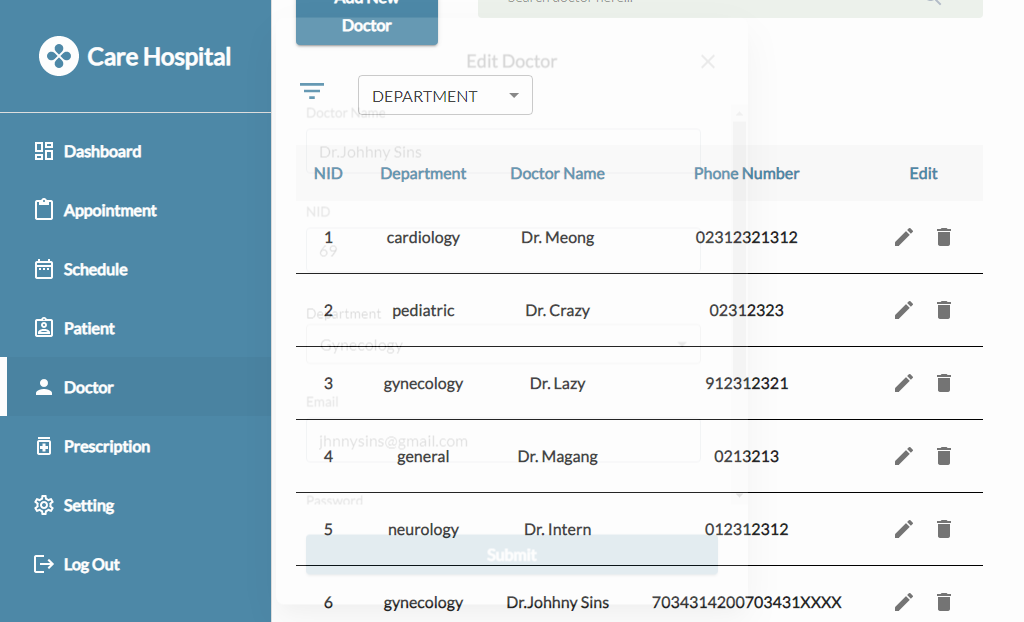 Add New
Doctor
Search doctor here...
Care Hospital
Edit Doctor
DEPARTMENT
Doctor Name
Dr.Johhny Sins
NID Department Doctor Name Phone Number Edit
Dashboard
NID
Appointment
1 cardiology Dr. Meong 02312321312
69
Schedule
2 pediatric Dr. Crazy 02312323
Department
Patient
Gynecology
3 gynecology Dr. Lazy 912312321
Doctor
Email
jhnnysins@gmail.com
Prescription
4 general Dr. Magang 0213213
Password
Setting
5 neurology Dr. Intern 012312312
Submit
Log Out
6 gynecology Dr.Johhny Sins 7034314200703431XXXX